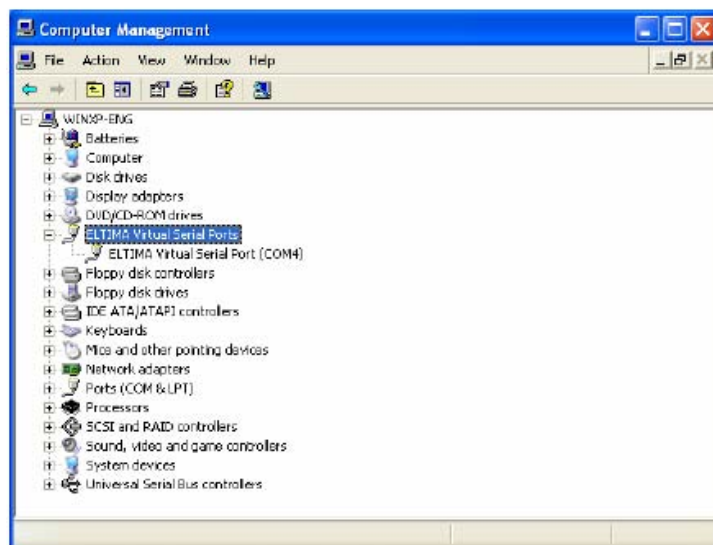 Computer Management
File Action View Window Help
WINXP-ENG
Batteries
Computer
Disk drives
Display adapters
DVD/CD-ROM drives
ELTIMA Virtual Serial Ports
ELTIMA Virtual Serial Port (COM4)
Floppy disk controllers
Floppy disk drives
IDE ATA/ATAPI controllers
Keyboards
Mice and other pointing devices
Network adapters
Ports (COM & LPT)
Processors
SCSI and RAID controllers
Sound, video and game controllers
System devices
Universal Serial Bus controllers